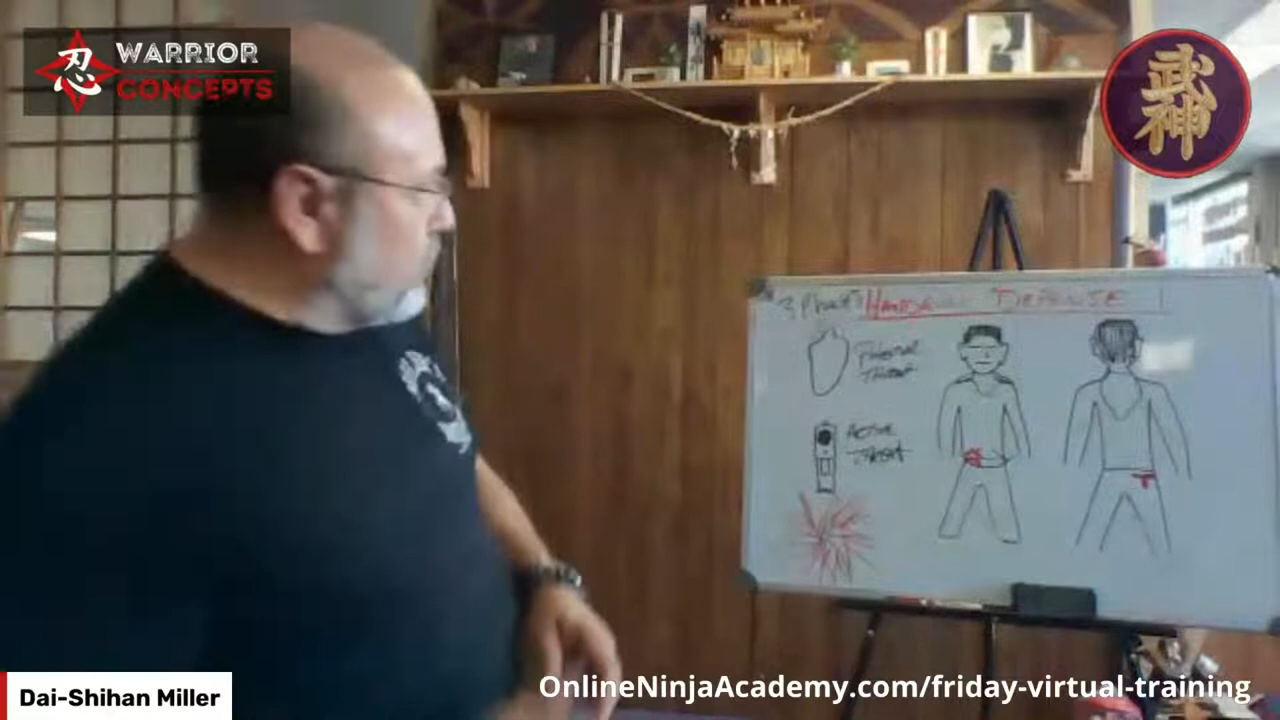 忍
WARRIOR
CONCEPTS
武
神
3 Phases Handgun DEFENSE
Potential
Threat
Active
Threat
Dai-Shihan Miller
OnlineNinjaAcademy.com/friday-virtual-training